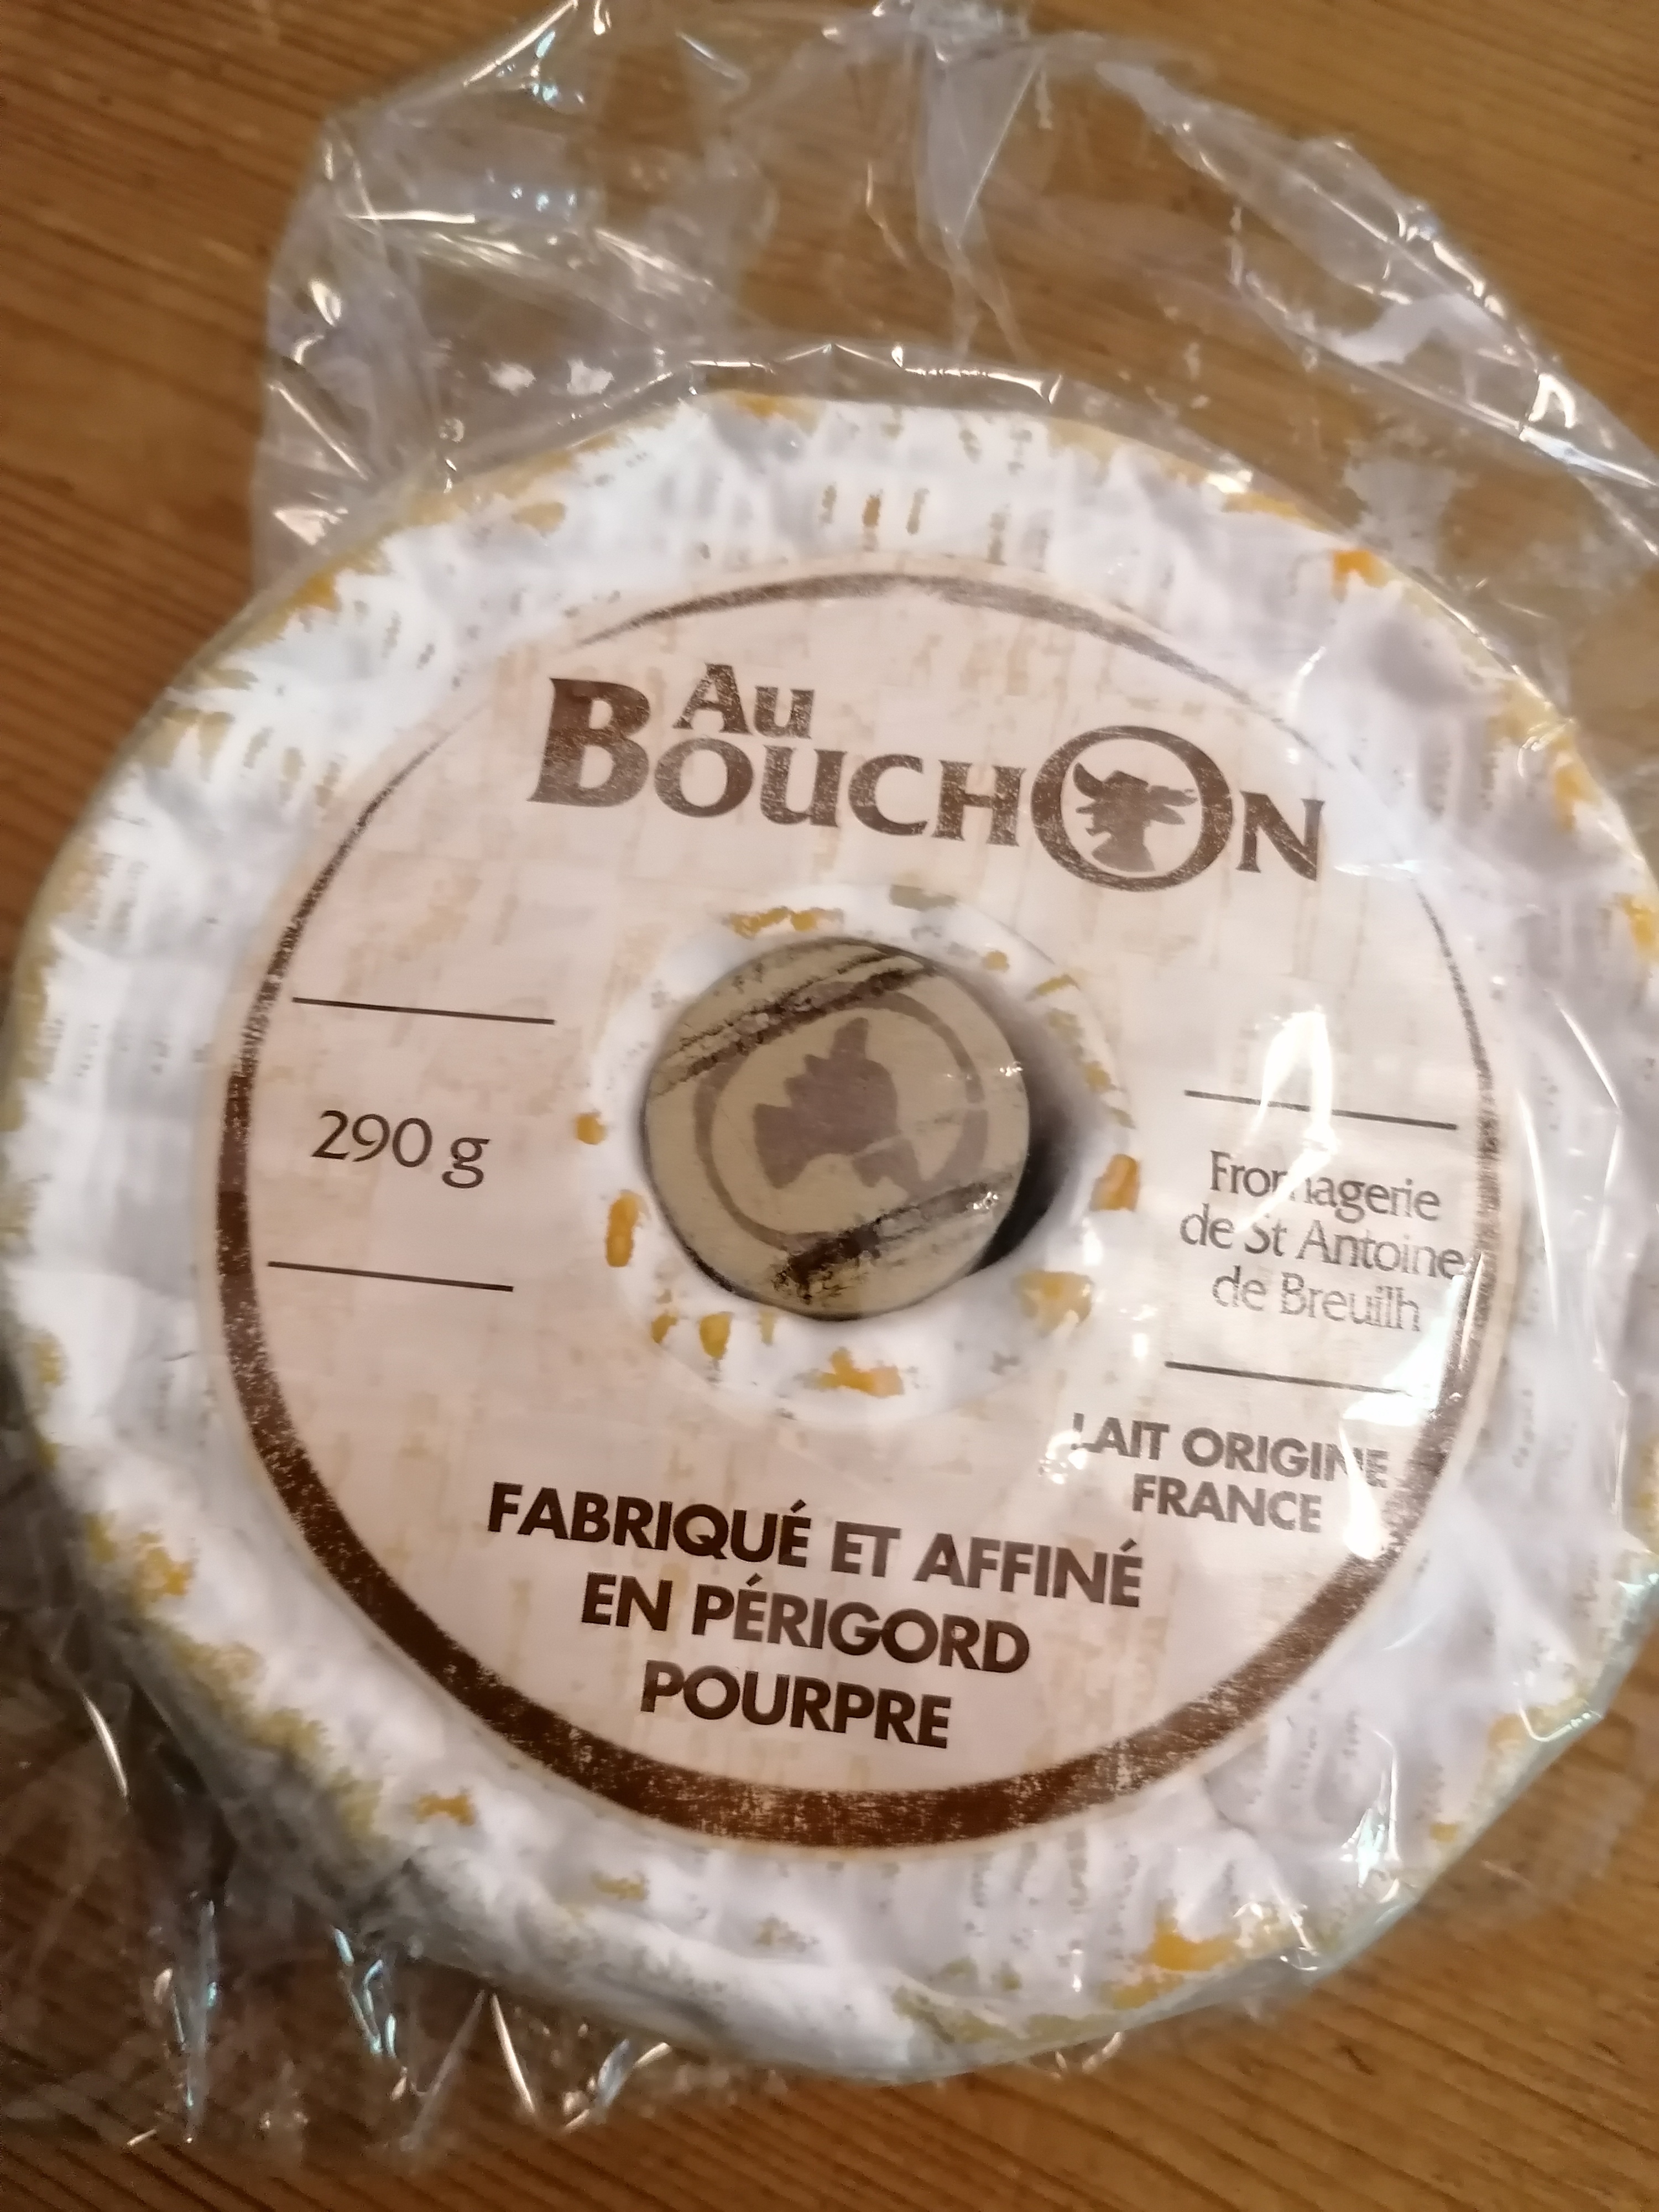 Au
BOUCHON
290 g
Fromagerie
de St Antoine
de Breuilh
LAIT ORIGINE
FRANCE
FABRIQUÉ ET AFFINÉ
EN PÉRIGORD
POURPRE